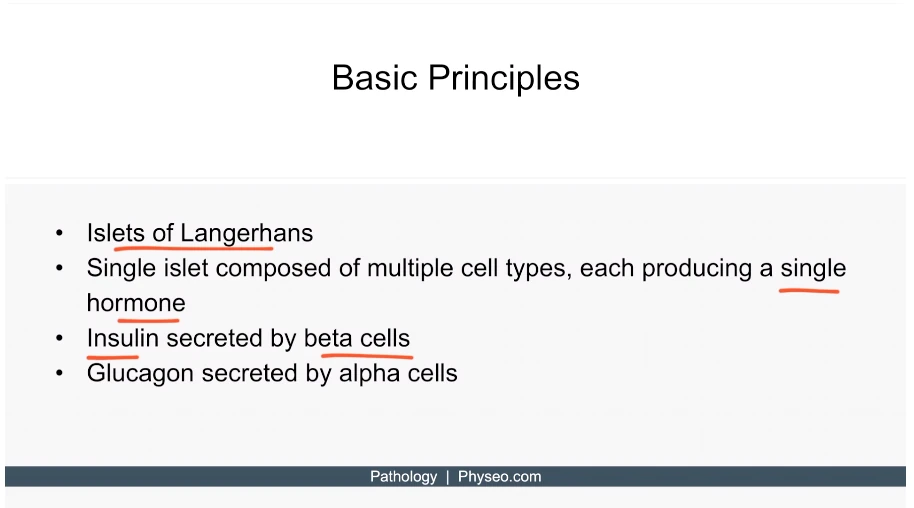 Basic Principles
• Islets of Langerhans
• Single islet composed of multiple cell types, each producing a single
hormone
• Insulin secreted by beta cells
• Glucagon secreted by alpha cells
Pathology | Physeo.com